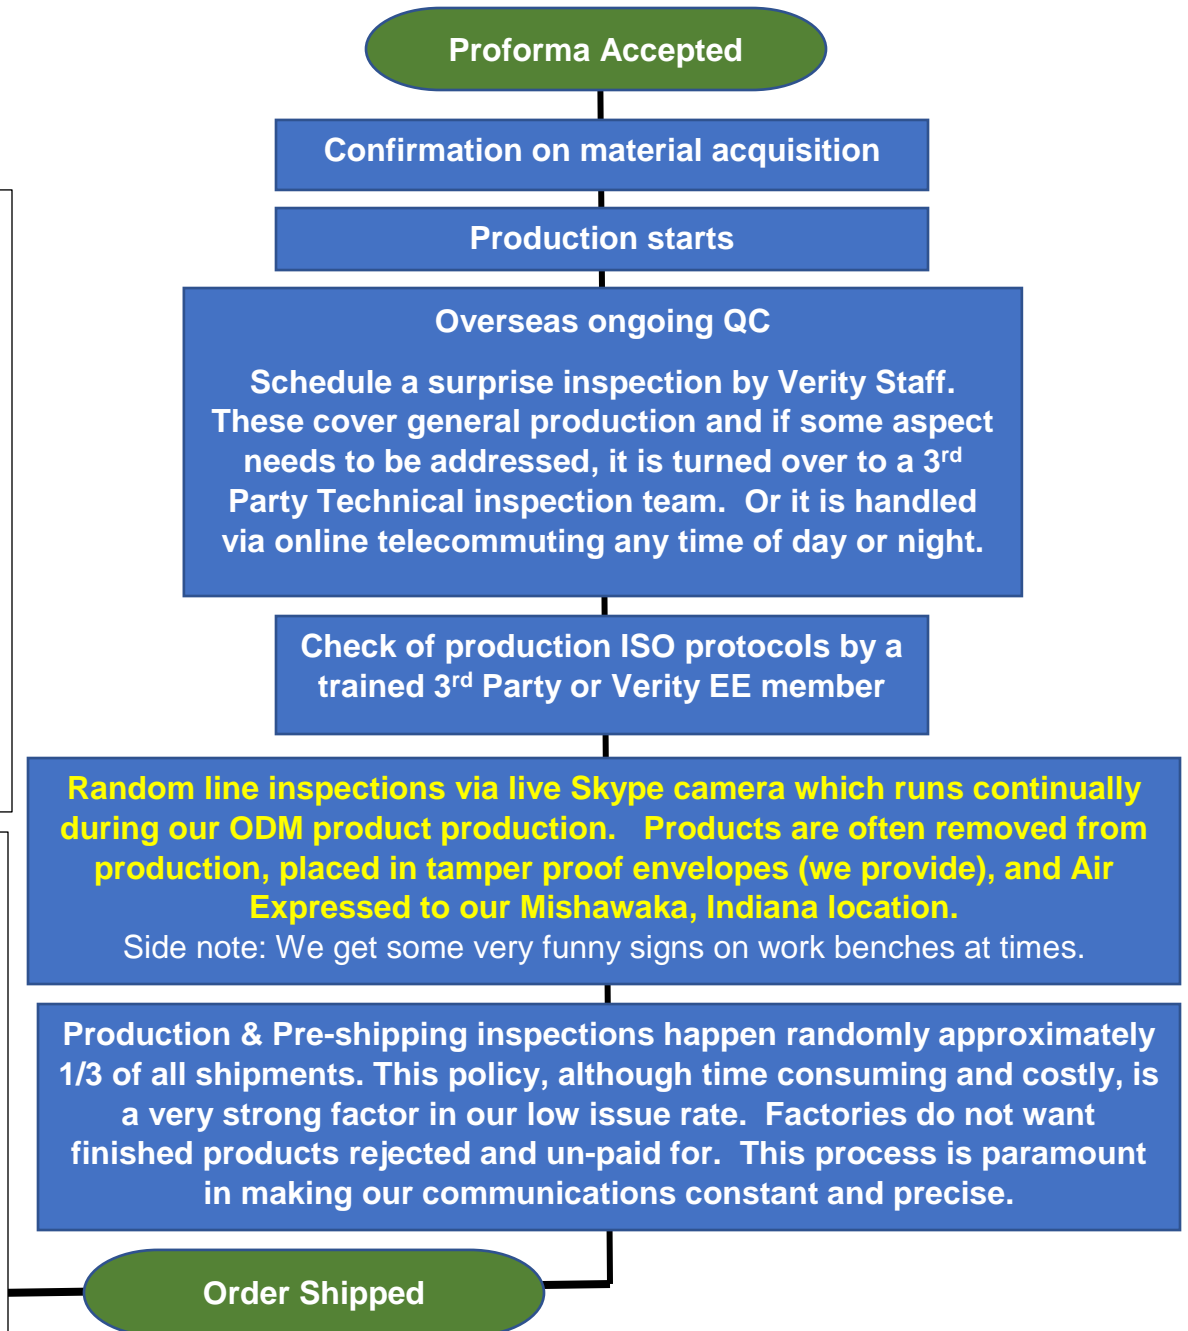 Proforma Accepted
Confirmation on material acquisition
Production starts
Overseas ongoing QC
Schedule a surprise inspection by Verity Staff.
These cover general production and if some aspect
needs to be addressed, it is turned over to a 3rd
Party Technical inspection team.  Or it is handled
via online telecommuting any time of day or night.
Check of production ISO protocols by a
trained 3rd Party or Verity EE member
Random line inspections via live Skype camera which runs continually
during our ODM product production.   Products are often removed from
production, placed in tamper proof envelopes (we provide), and Air
Expressed to our Mishawaka, Indiana location.
Side note: We get some very funny signs on work benches at times.
Production & Pre-shipping inspections happen randomly approximately
1/3 of all shipments. This policy, although time consuming and costly, is
a very strong factor in our low issue rate.  Factories do not want
finished products rejected and un-paid for.  This process is paramount
in making our communications constant and precise.
Order Shipped